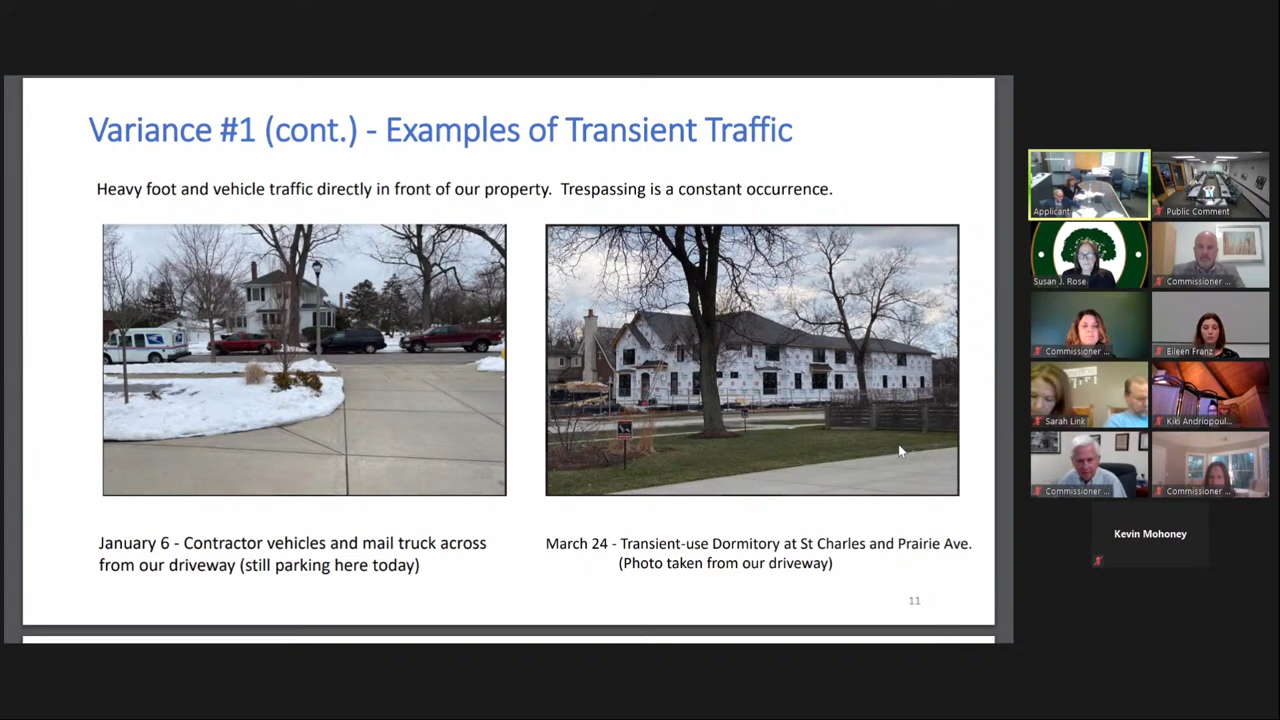 Variance #1 (cont.) - Examples of Transient Traffic
Heavy foot and vehicle traffic directly in front of our property. Trespassing is a constant occurrence.
January 6 - Contractor vehicles and mail truck across
from our driveway (still parking here today)
March 24 - Transient-use Dormitory at St Charles and Prairie Ave.
(Photo taken from our driveway)
11
Applicant
Public Comment
Susan J. Rose
Commissioner ...
Commissioner ...
Eileen Franz
Sarah Link
Kiki Andriopoul...
Commissioner ...
Commissioner ...
Kevin Mohoney